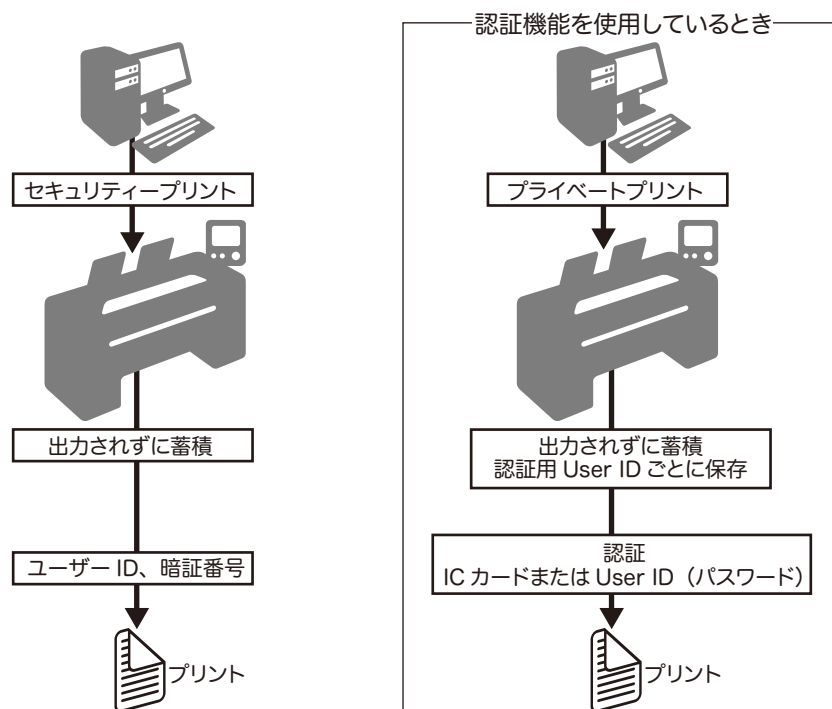 セキュリティープリント
出力されずに蓄積
ユーザー ID、暗証番号
プリント
認証機能を使用しているとき
プライベートプリント
出力されずに蓄積
認証用 User ID ごとに保存
認証
IC カードまたは User ID（パスワード）
プリント